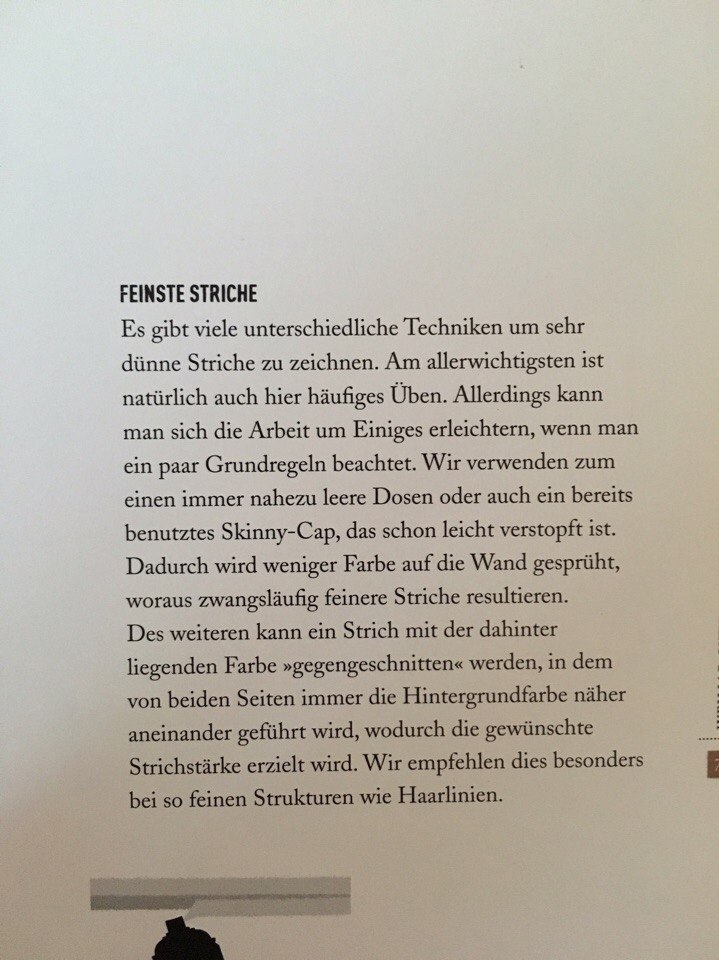 FEINSTE STRICHE
Es gibt viele unterschiedliche Techniken um sehr
dünne Striche zu zeichnen. Am allerwichtigsten ist
natürlich auch hier häufiges Üben. Allerdings kann
man sich die Arbeit um Einiges erleichtern, wenn man
ein paar Grundregeln beachtet. Wir verwenden zum
einen immer nahezu leere Dosen oder auch ein bereits
benutztes Skinny-Cap, das schon leicht verstopft ist.
Dadurch wird weniger Farbe auf die Wand gesprüht,
woraus zwangsläufig feinere Striche resultieren.
Des weiteren kann ein Strich mit der dahinter
liegenden Farbe »gegengeschnitten« werden, in dem
von beiden Seiten immer die Hintergrundfarbe näher
aneinander geführt wird, wodurch die gewünschte
Strichstärke erzielt wird. Wir empfehlen dies besonders
bei so feinen Strukturen wie Haarlinien.